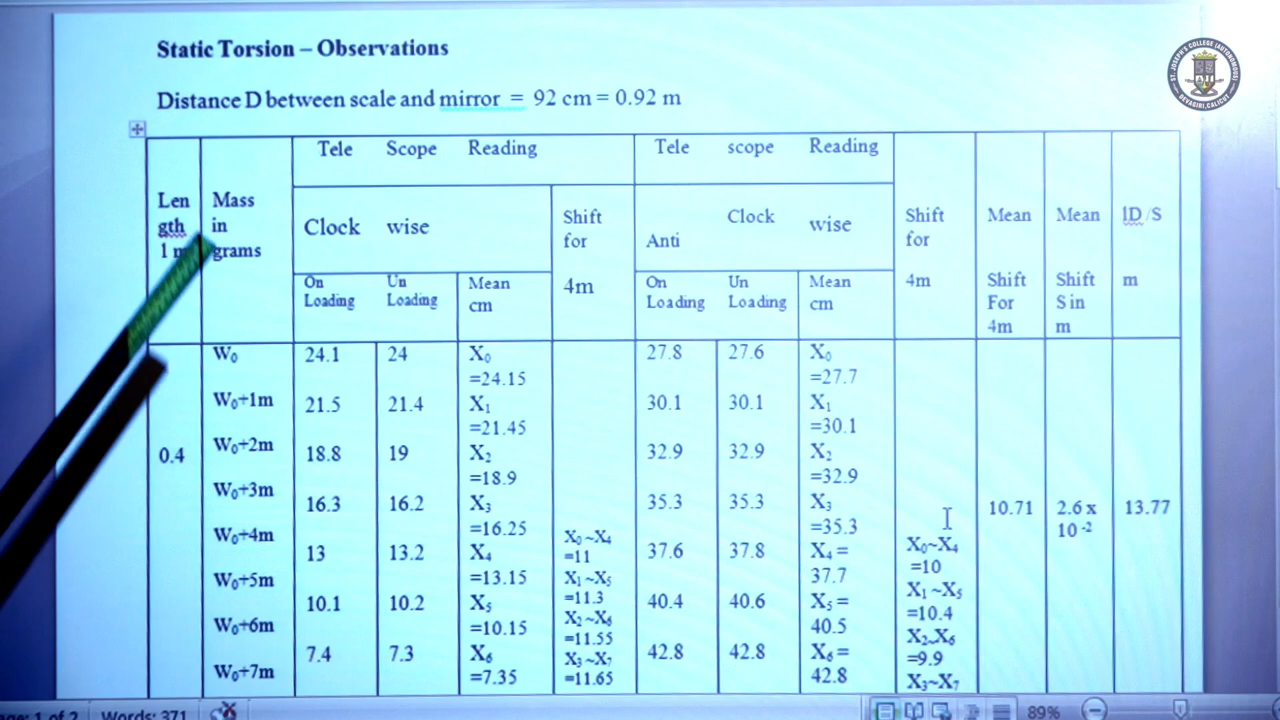 Static Torsion – Observations
ST. JOSEPH'S COLLEGE (AUTONOMOUS)
DEVAGIRI, CALICUT
Distance D between scale and mirror = 92 cm = 0.92 m
Tele Scope Reading
Tele scope Reading
Len
gth
1 m
Mass
in
grams
Clock wise
Shift
for
4m
Clock wise
Anti
Shift
for
4m
Mean
Shift
For
4m
Mean
Shift
S in
m
lD/S
m
On
Loading
Un
Loading
Mean
cm
On
Loading
Un
Loading
Mean
cm
0.4
W₀
W₀+1m
W₀+2m
W₀+3m
W₀+4m
W₀+5m
W₀+6m
W₀+7m
24.1
21.5
18.8
16.3
13
10.1
7.4
24
21.4
19
16.2
13.2
10.2
7.3
X₀
=24.15
X₁
=21.45
X₂
=18.9
X₃
=16.25
X₄
=13.15
X₅
=10.15
X₆
=7.35
X₀~X₄
=11
X₁~X₅
=11.3
X₂~X₆
=11.55
X₃~X₇
=11.65
27.8
30.1
32.9
35.3
37.6
40.4
42.8
27.6
30.1
32.9
35.3
37.8
40.6
42.8
X₀
=27.7
X₁
=30.1
X₂
=32.9
X₃
=35.3
X₄ =
37.7
X₅ =
40.5
X₆ =
42.8
X₀~X₄
=10
X₁~X₅
=10.4
X₂~X₆
=9.9
X₃~X₇
10.71
2.6 x
10⁻²
13.77
age: 1 of 2 Words: 371
89%